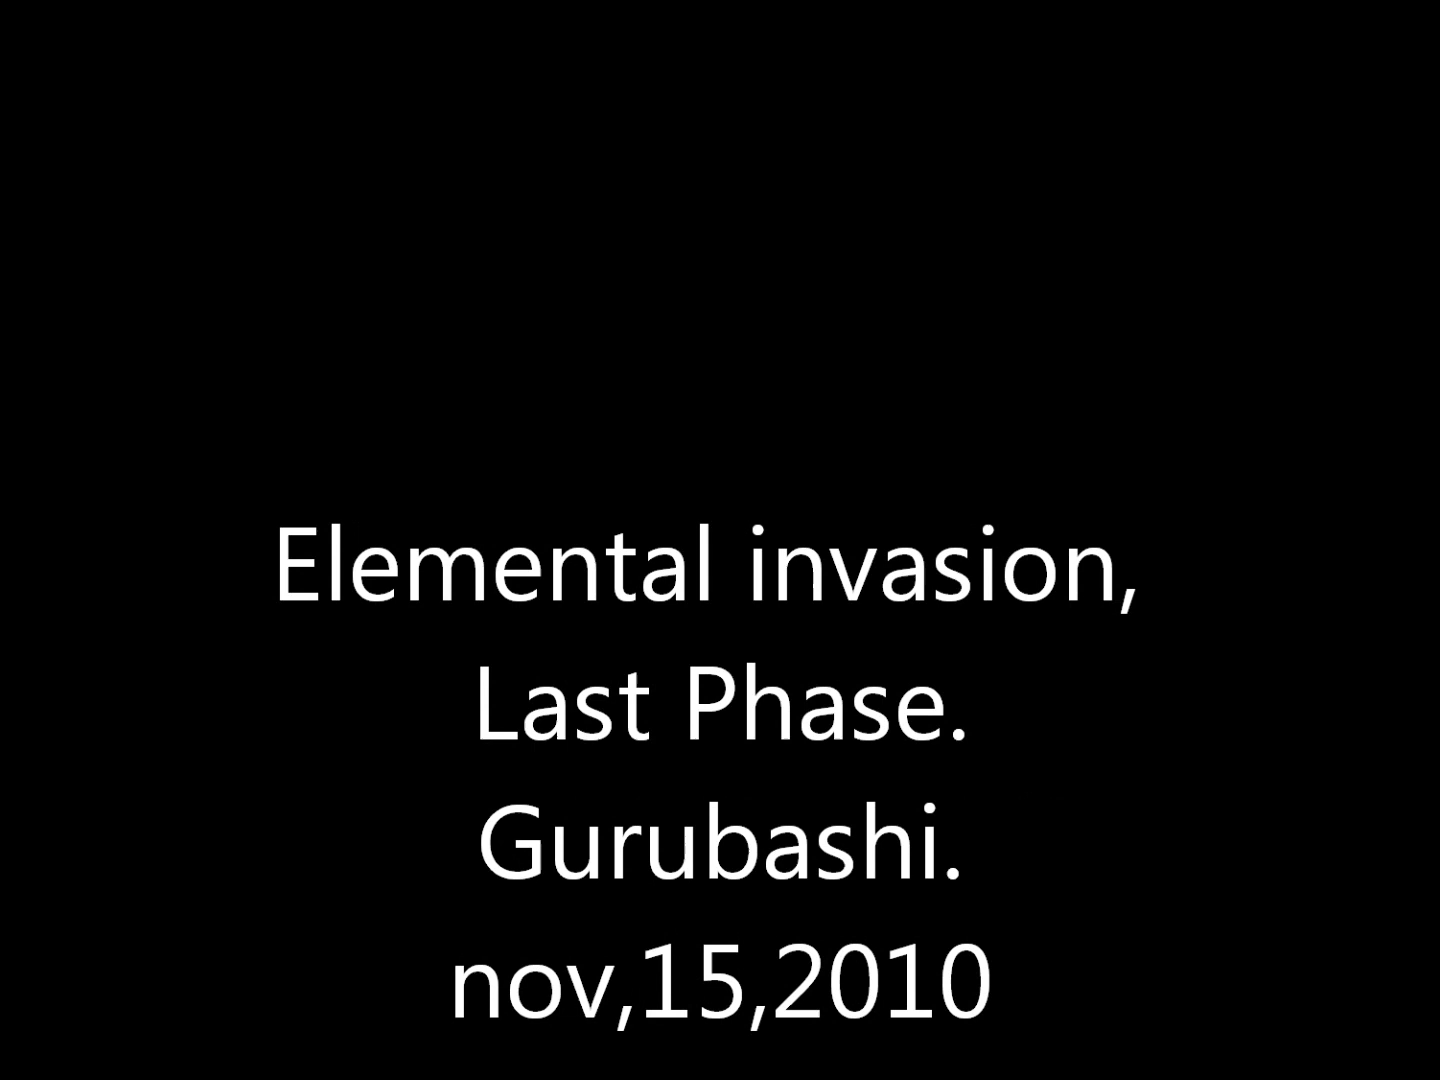 Elemental invasion,
Last Phase.
Gurubashi.
nov,15,2010